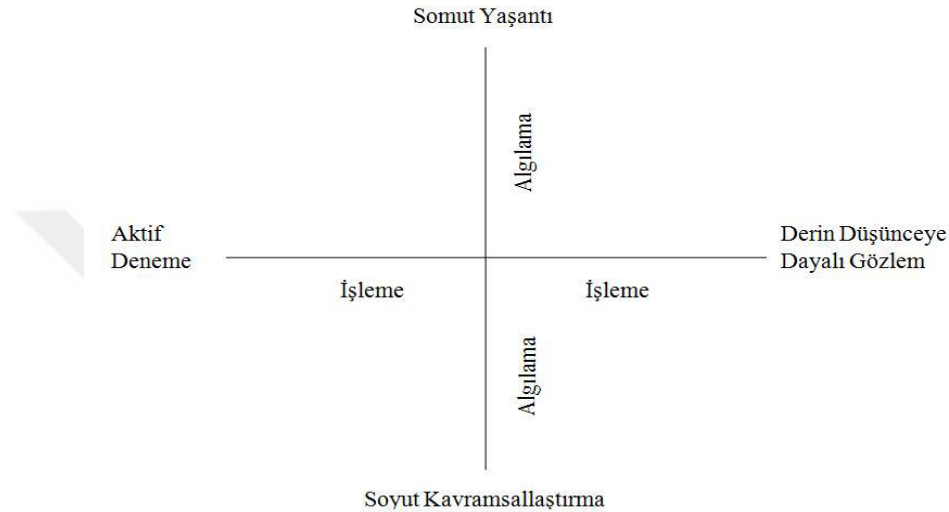 Somut Yaşantı
Algılama
Aktif
Deneme
Derin Düşünceye
Dayalı Gözlem
İşleme
İşleme
Algılama
Soyut Kavramsallaştırma